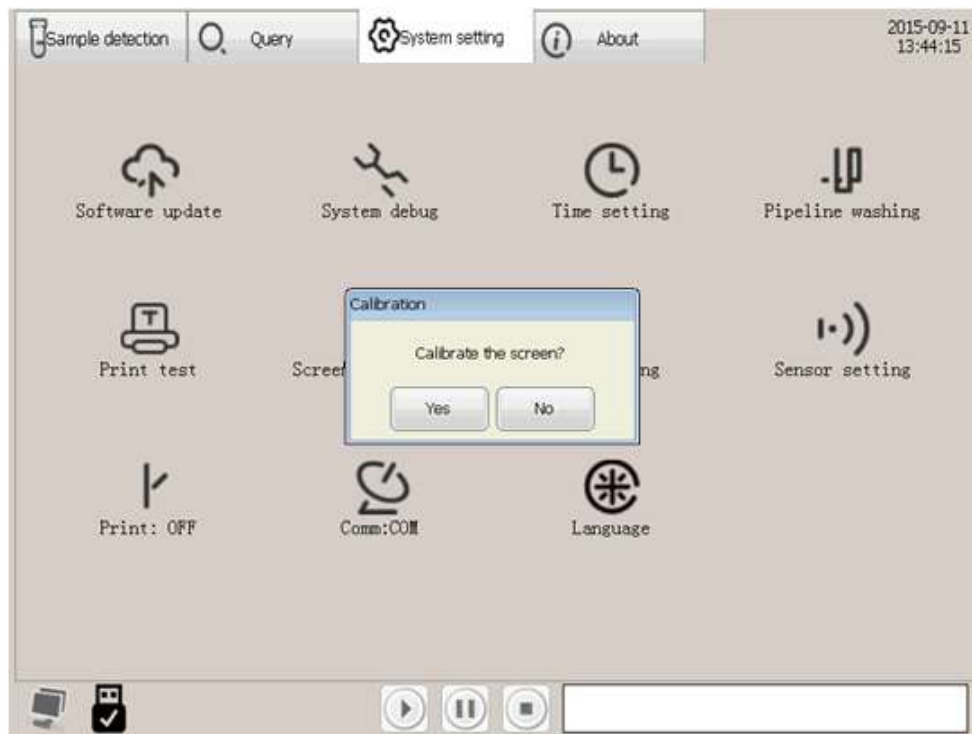 Sample detection
Query
System setting
About
2015-09-11
13:44:15
Software update
System debug
Time setting
Pipeline washing
Calibration
Calibrate the screen?
Yes
No
Print test
Sensor setting
Print: OFF
Comm:COM
Language